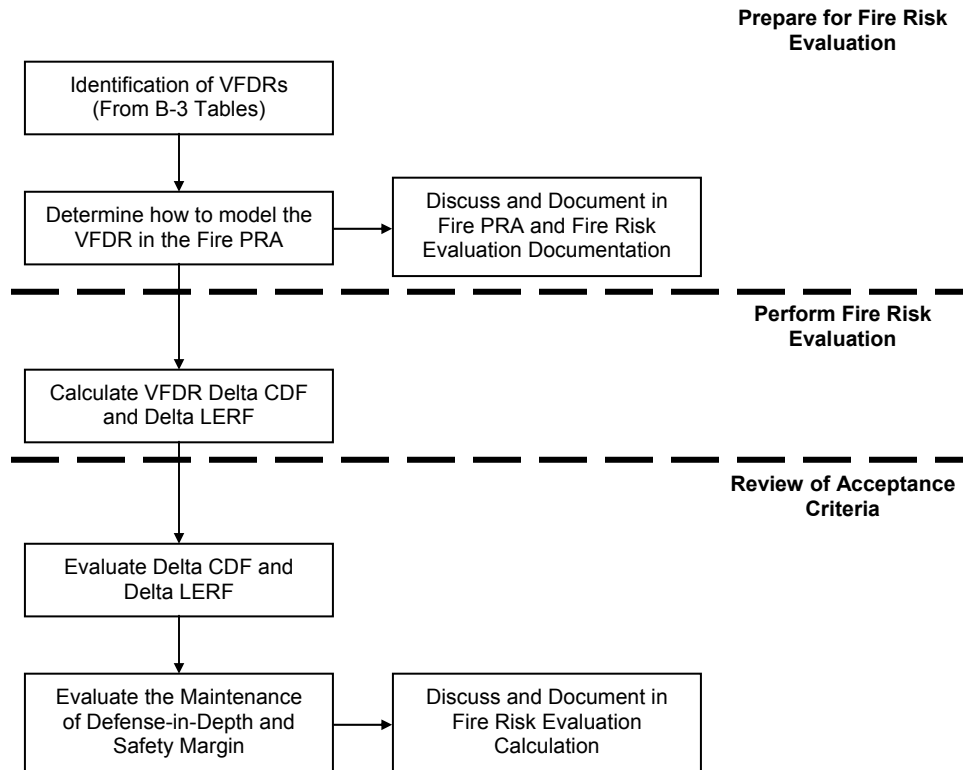 Prepare for Fire Risk
Evaluation
Identification of VFDRs
(From B-3 Tables)
Determine how to model the
VFDR in the Fire PRA
Discuss and Document in
Fire PRA and Fire Risk
Evaluation Documentation
Perform Fire Risk
Evaluation
Calculate VFDR Delta CDF
and Delta LERF
Review of Acceptance
Criteria
Evaluate Delta CDF and
Delta LERF
Evaluate the Maintenance
of Defense-in-Depth and
Safety Margin
Discuss and Document in
Fire Risk Evaluation
Calculation